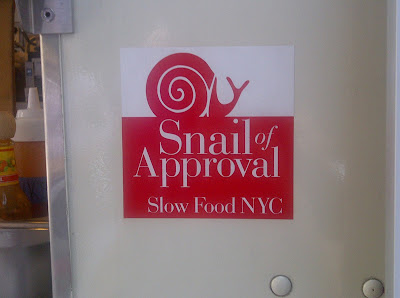 Snail of
Approval
Slow Food NYC